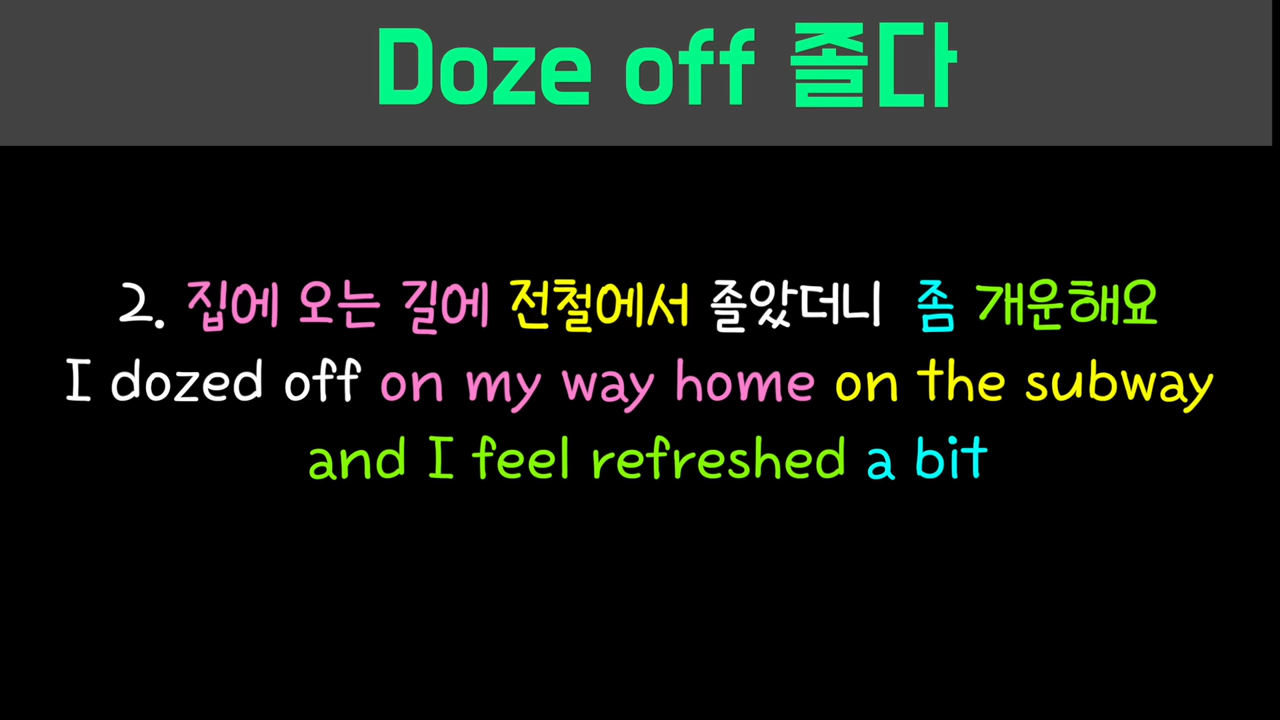 Doze off 졸다
2. 집에 오는 길에 전철에서 졸았더니 좀 개운해요
I dozed off on my way home on the subway
and I feel refreshed a bit